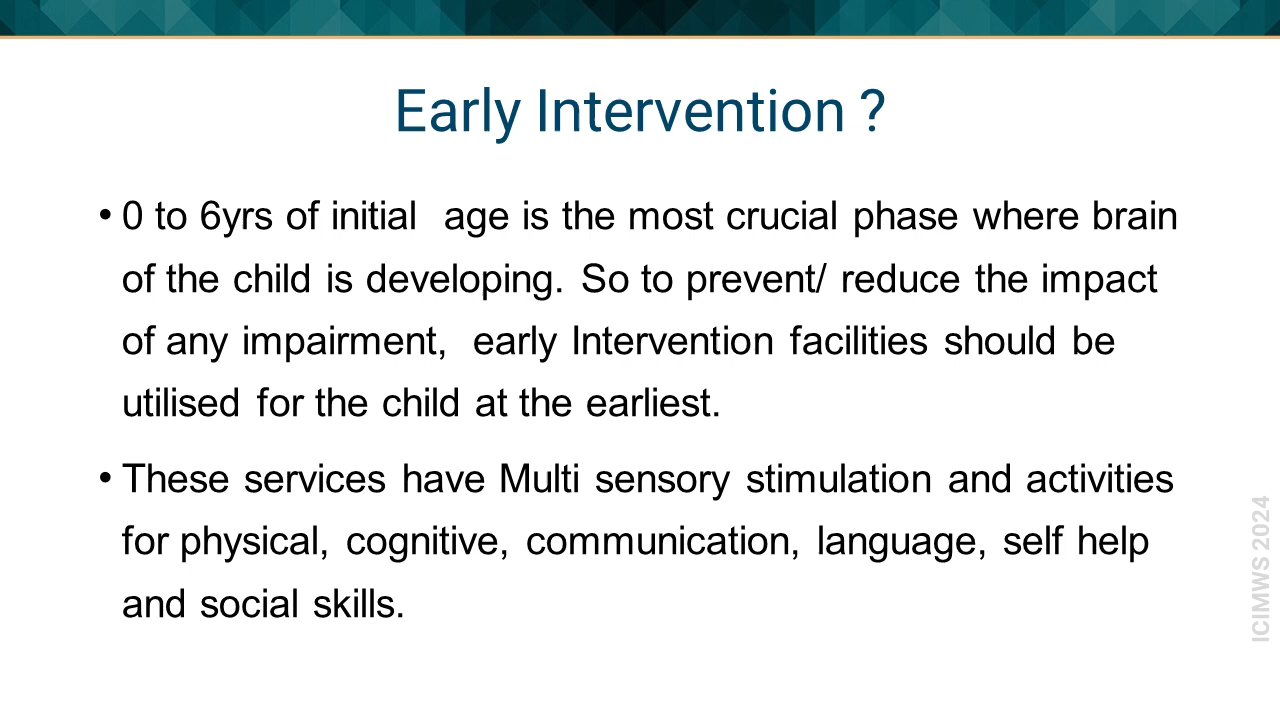 Early Intervention ?
• 0 to 6yrs of initial  age is the most crucial phase where brain
of the child is developing. So to prevent/ reduce the impact
of any impairment,  early Intervention facilities should be
utilised for the child at the earliest.
• These services have Multi sensory stimulation and activities
for physical, cognitive, communication, language, self help
and social skills.
ICIMWS 2024